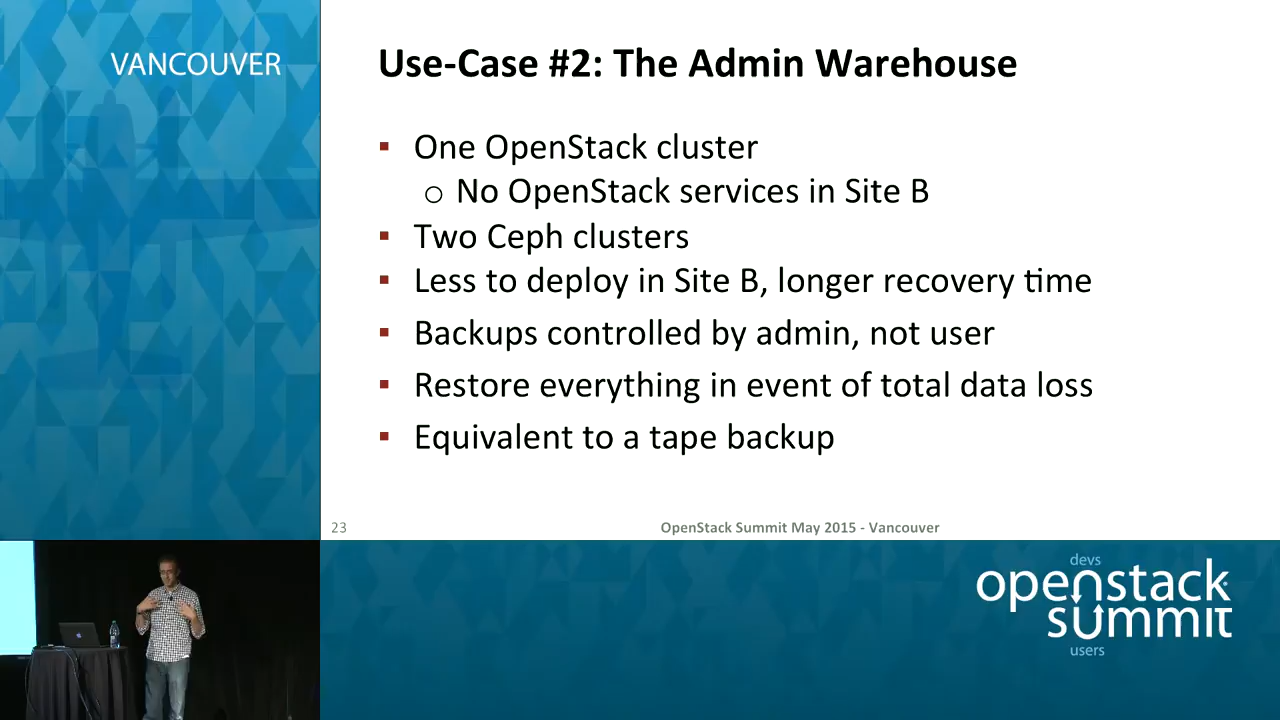 VANCOUVER
Use-Case #2: The Admin Warehouse
▪ One OpenStack cluster
o No OpenStack services in Site B
▪ Two Ceph clusters
▪ Less to deploy in Site B, longer recovery time
▪ Backups controlled by admin, not user
▪ Restore everything in event of total data loss
▪ Equivalent to a tape backup
23
OpenStack Summit May 2015 - Vancouver
devs
openstack
summit
users